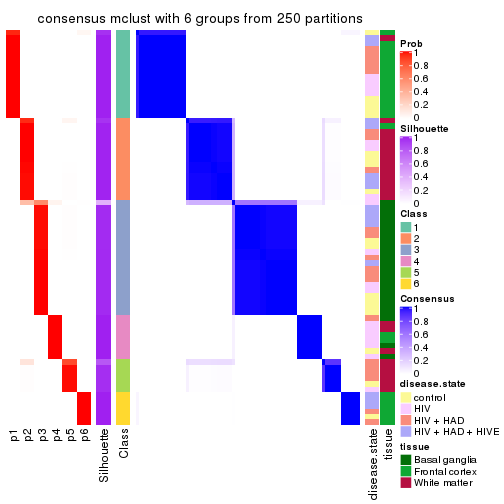 consensus mclust with 6 groups from 250 partitions
Prob
1
0.8
0.6
0.4
0.2
0
Silhouette
1
0.8
0.6
0.4
0.2
0
Class
1
2
3
4
5
6
Consensus
1
0.8
0.6
0.4
0.2
0
disease.state
control
HIV
HIV + HAD
HIV + HAD + HIVE
tissue
Basal ganglia
Frontal cortex
White matter
p1
p2
p3
p4
p5
p6
Silhouette
Class
disease.state
tissue